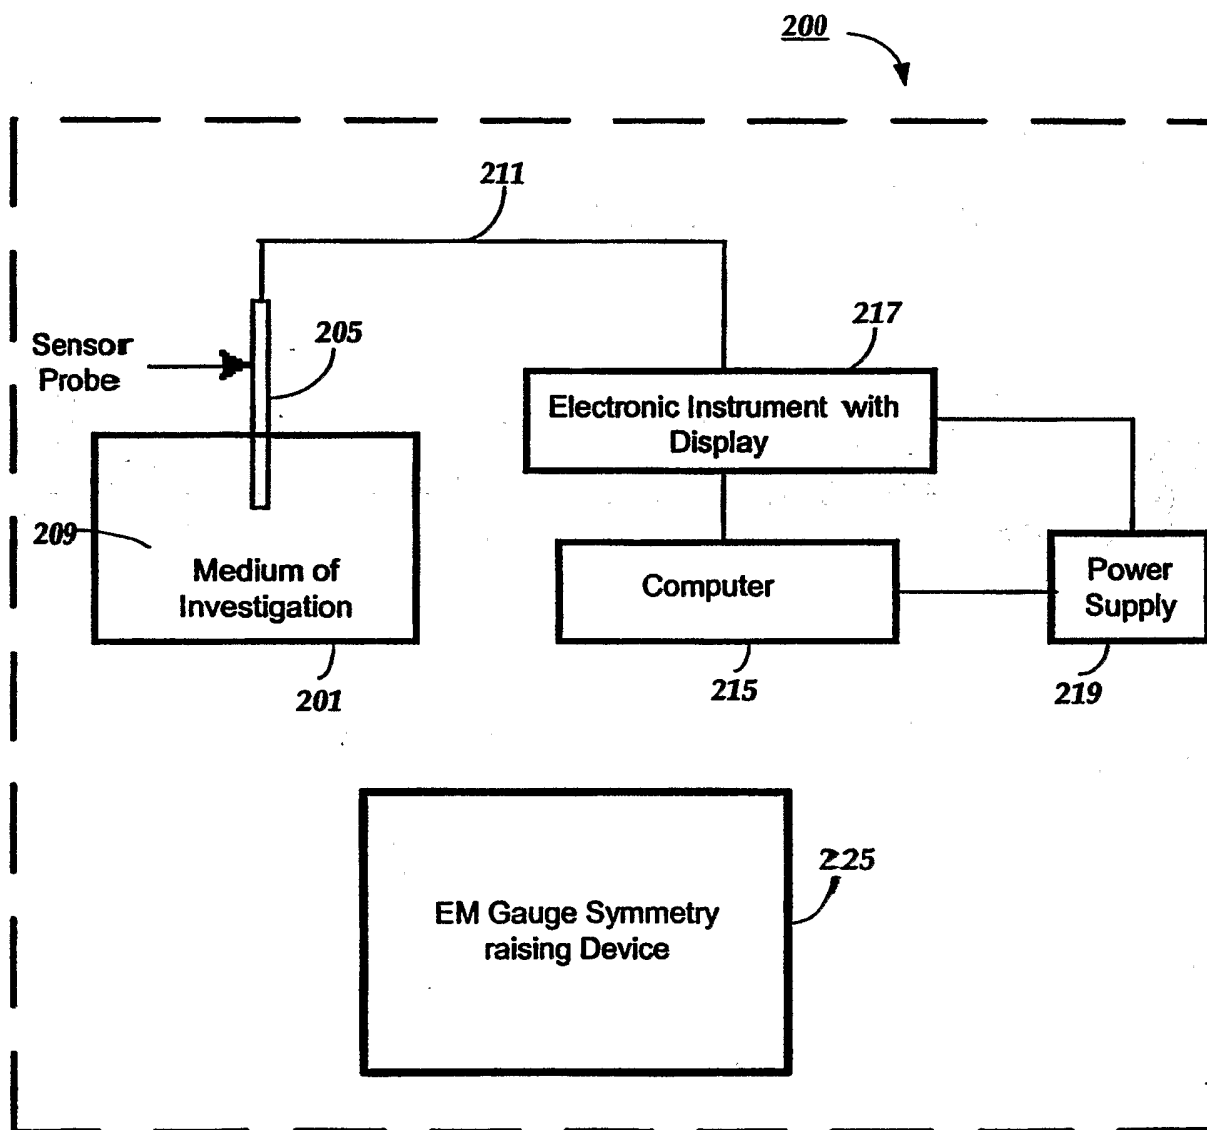 200
211
217
205
Sensor
Probe
Electronic Instrument with
Display
209
Medium of
Investigation
Computer
Power
Supply
201
215
219
225
EM Gauge Symmetry
raising Device